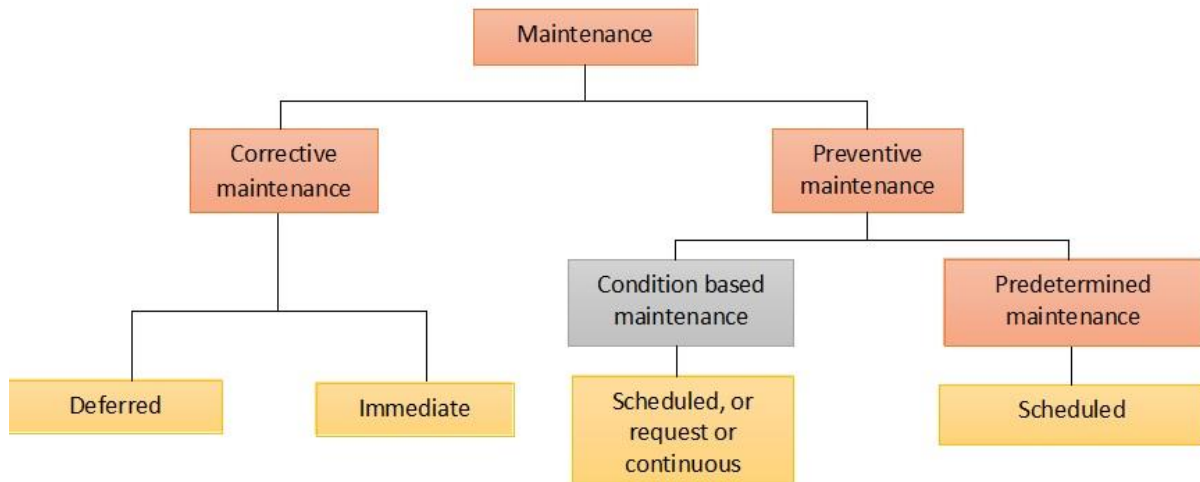 Maintenance
Corrective
maintenance
Preventive
maintenance
Condition based
maintenance
Predetermined
maintenance
Deferred
Immediate
Scheduled, or
request or
continuous
Scheduled